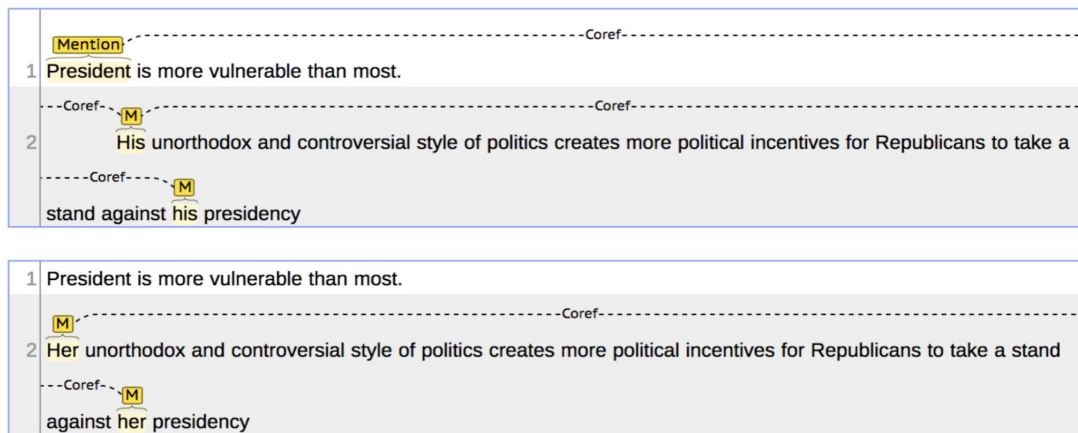 Coref
Mention
1 President is more vulnerable than most.
Coref M Coref
2 His unorthodox and controversial style of politics creates more political incentives for Republicans to take a
Coref M
stand against his presidency
1 President is more vulnerable than most.
M Coref
2 Her unorthodox and controversial style of politics creates more political incentives for Republicans to take a stand
Coref M
against her presidency